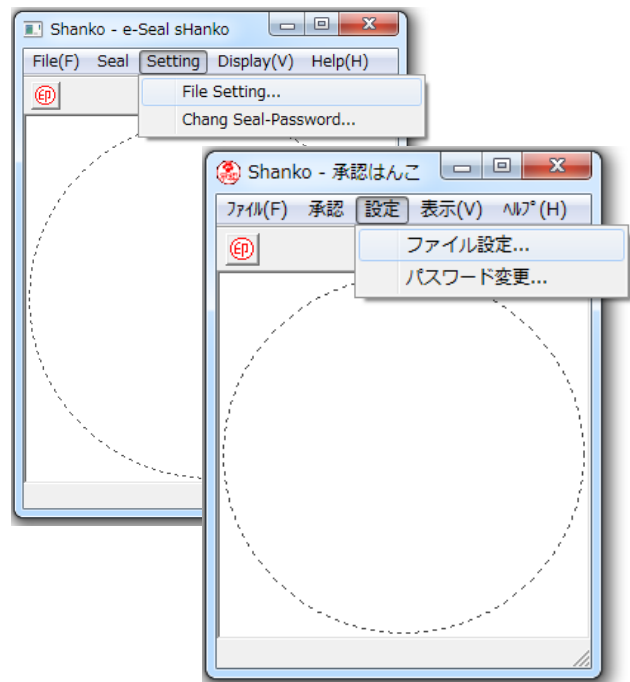 Shanko - e-Seal sHanko
File(F) Seal Setting Display(V) Help(H)
印
File Setting...
Chang Seal-Password...
Shanko - 承認はんこ
ﾌｧｲﾙ(F) 承認 設定 表示(V) ﾍﾙﾌﾟ(H)
印
ファイル設定...
パスワード変更...